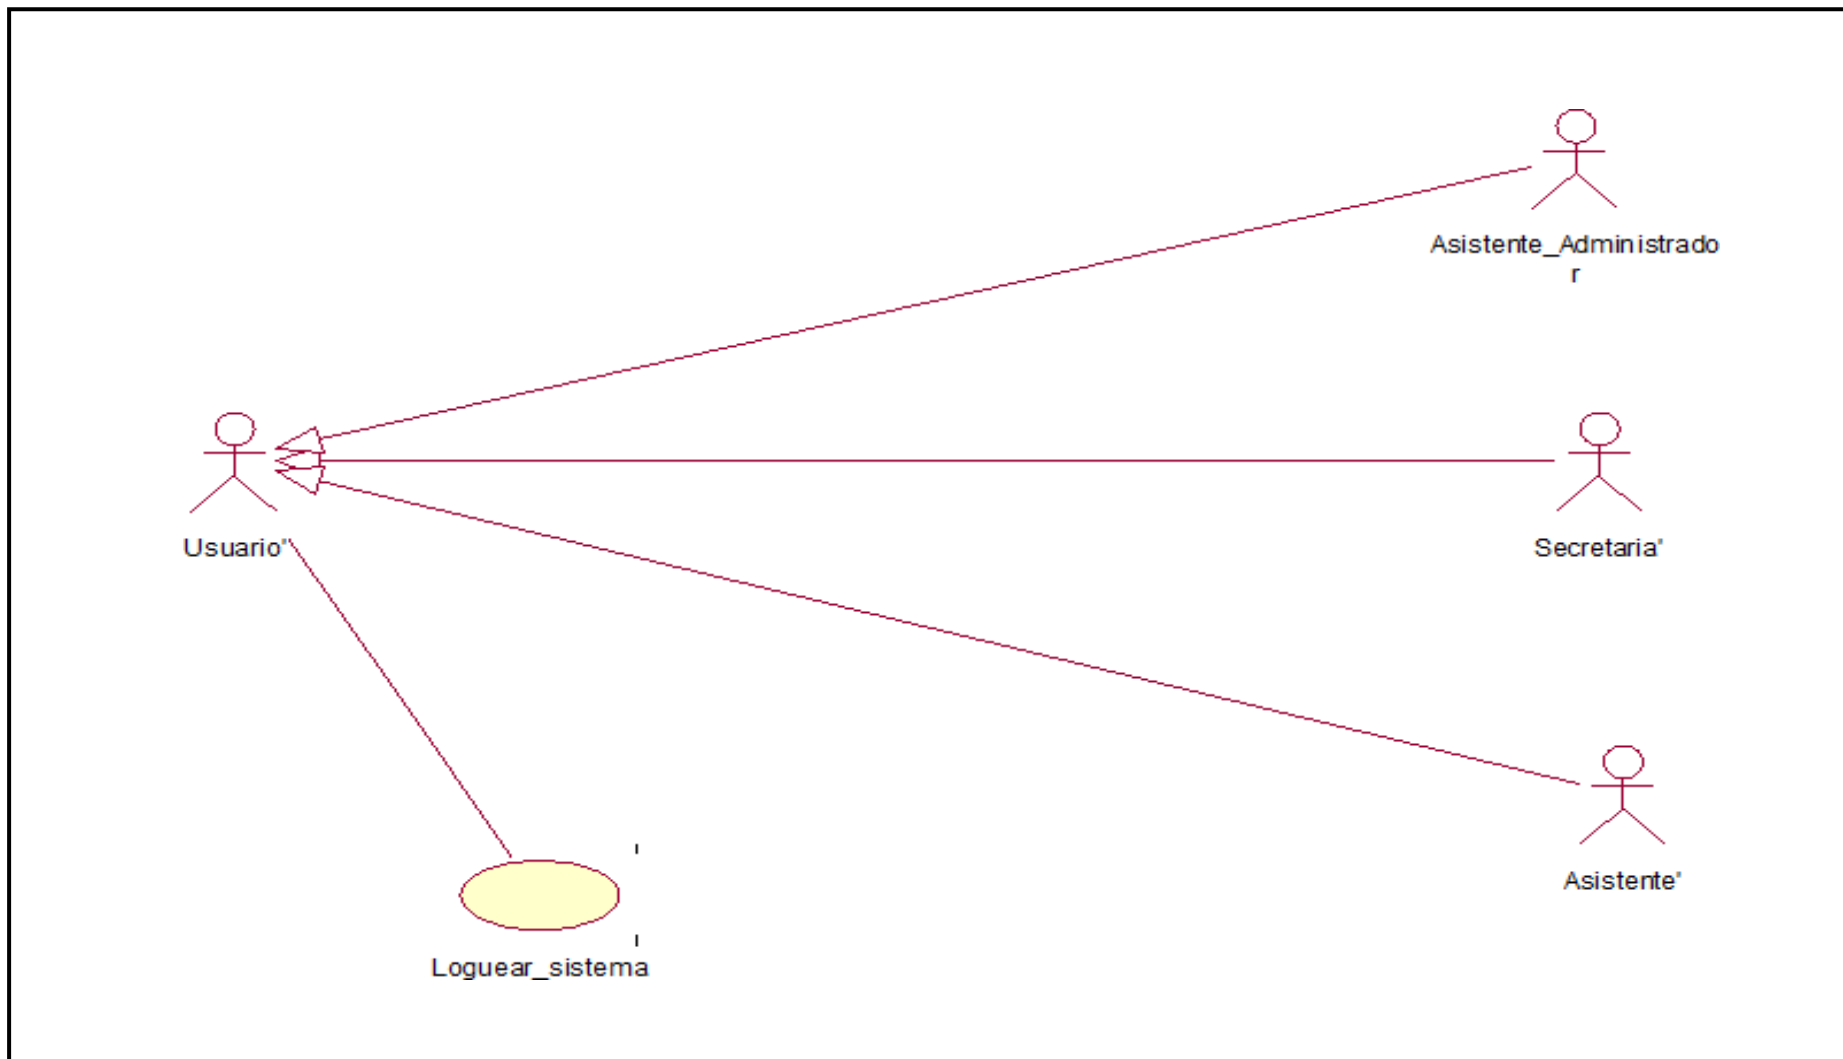 Asistente_Administrado
r
Usuario"
Secretaria'
Asistente'
Loguear_sistema